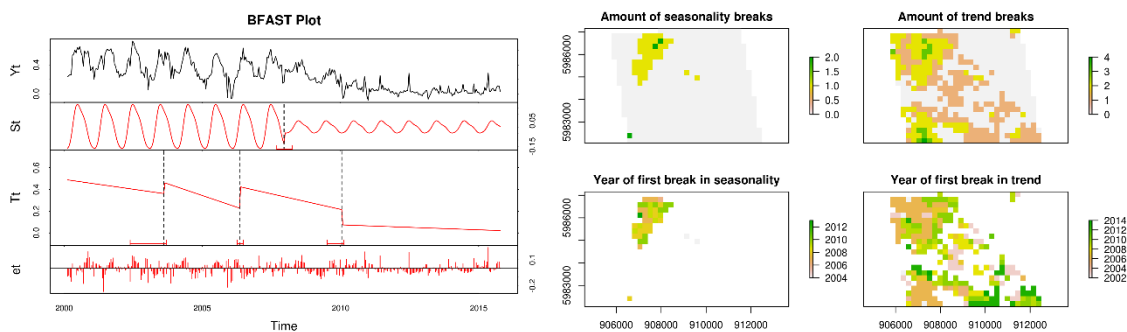 BFAST Plot
Yt
0.4
0.0
St
0.05
-0.15
Tt
0.6
0.4
0.2
0.0
et
0.1
-0.2
2000 2005 2010 2015
Time
Amount of seasonality breaks
5986000
5983000
2.0
1.5
1.0
0.5
0.0
Amount of trend breaks
4
3
2
1
0
Year of first break in seasonality
5986000
5983000
2012
2010
2008
2006
2004
906000 908000 910000 912000
Year of first break in trend
2014
2012
2010
2008
2006
2004
2002
906000 908000 910000 912000